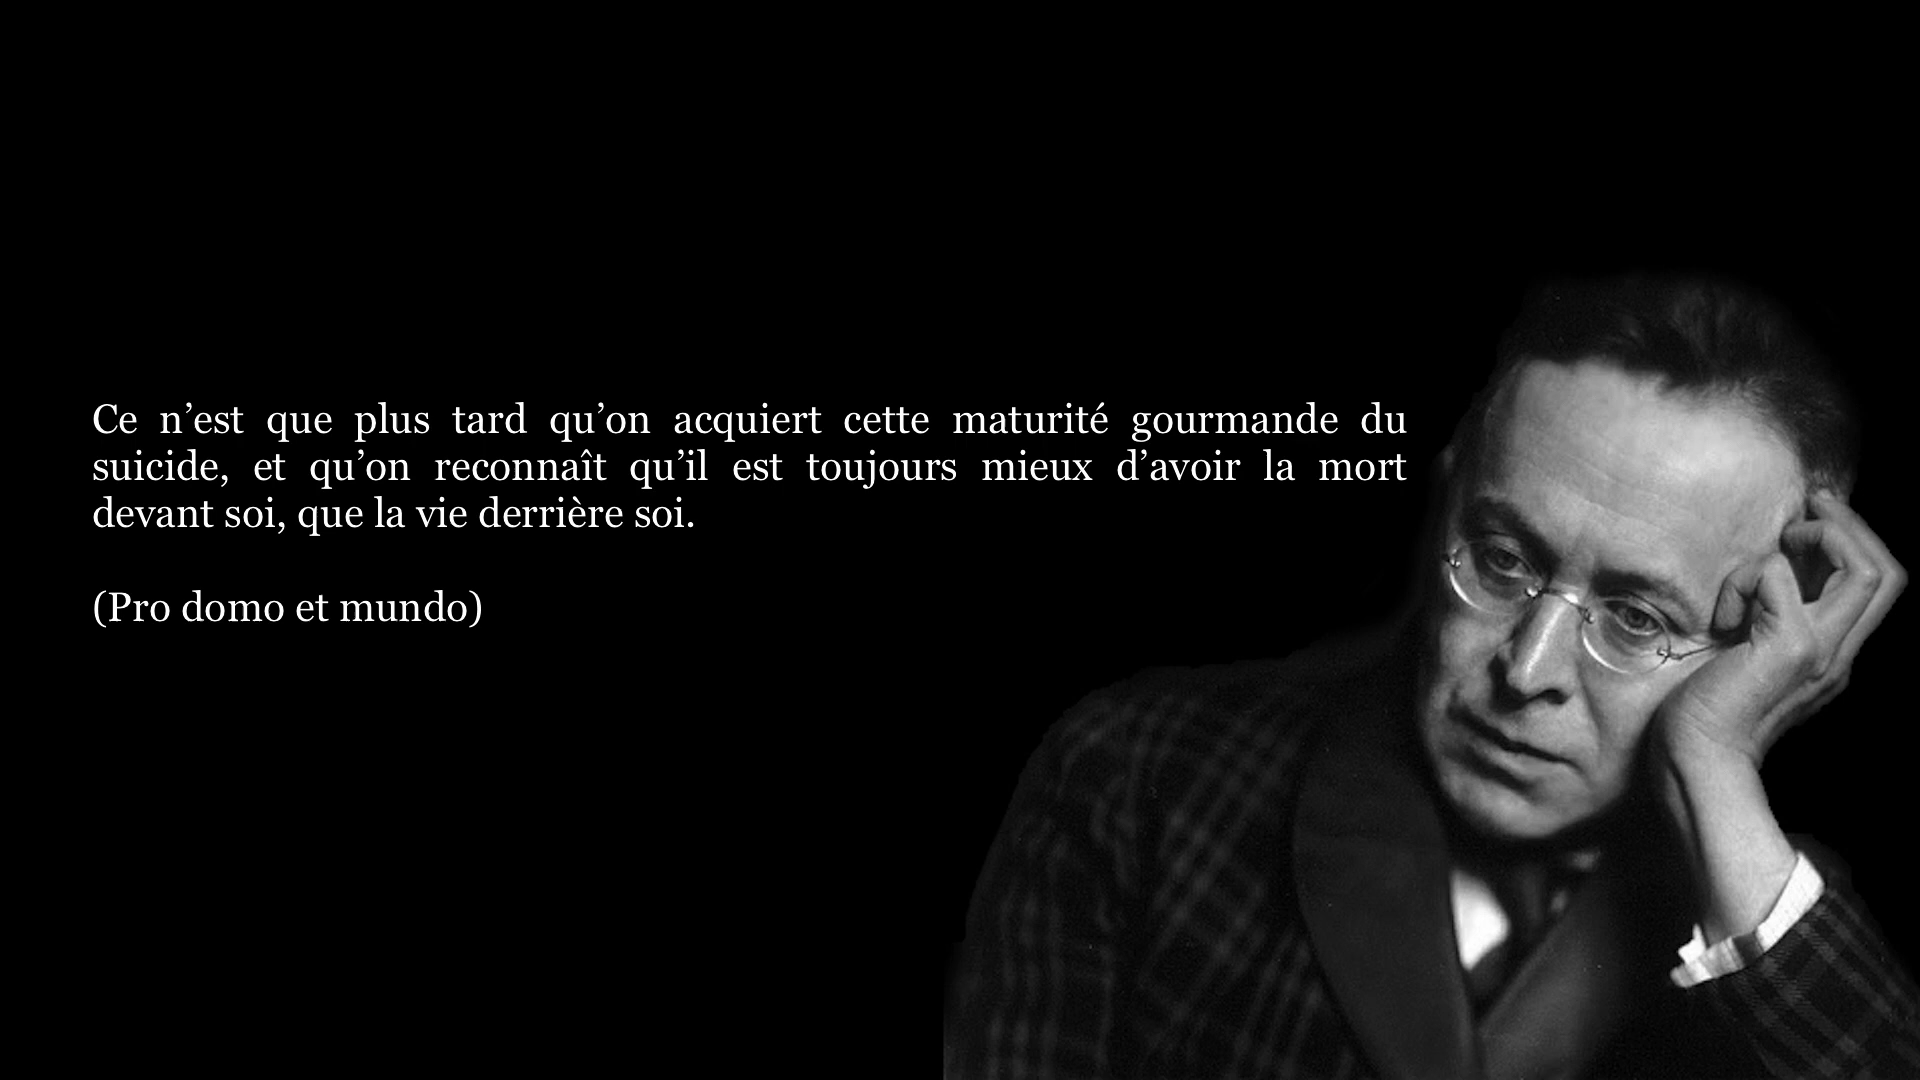 Ce n’est que plus tard qu’on acquiert cette maturité gourmande du
suicide, et qu’on reconnaît qu’il est toujours mieux d’avoir la mort
devant soi, que la vie derrière soi.
(Pro domo et mundo)